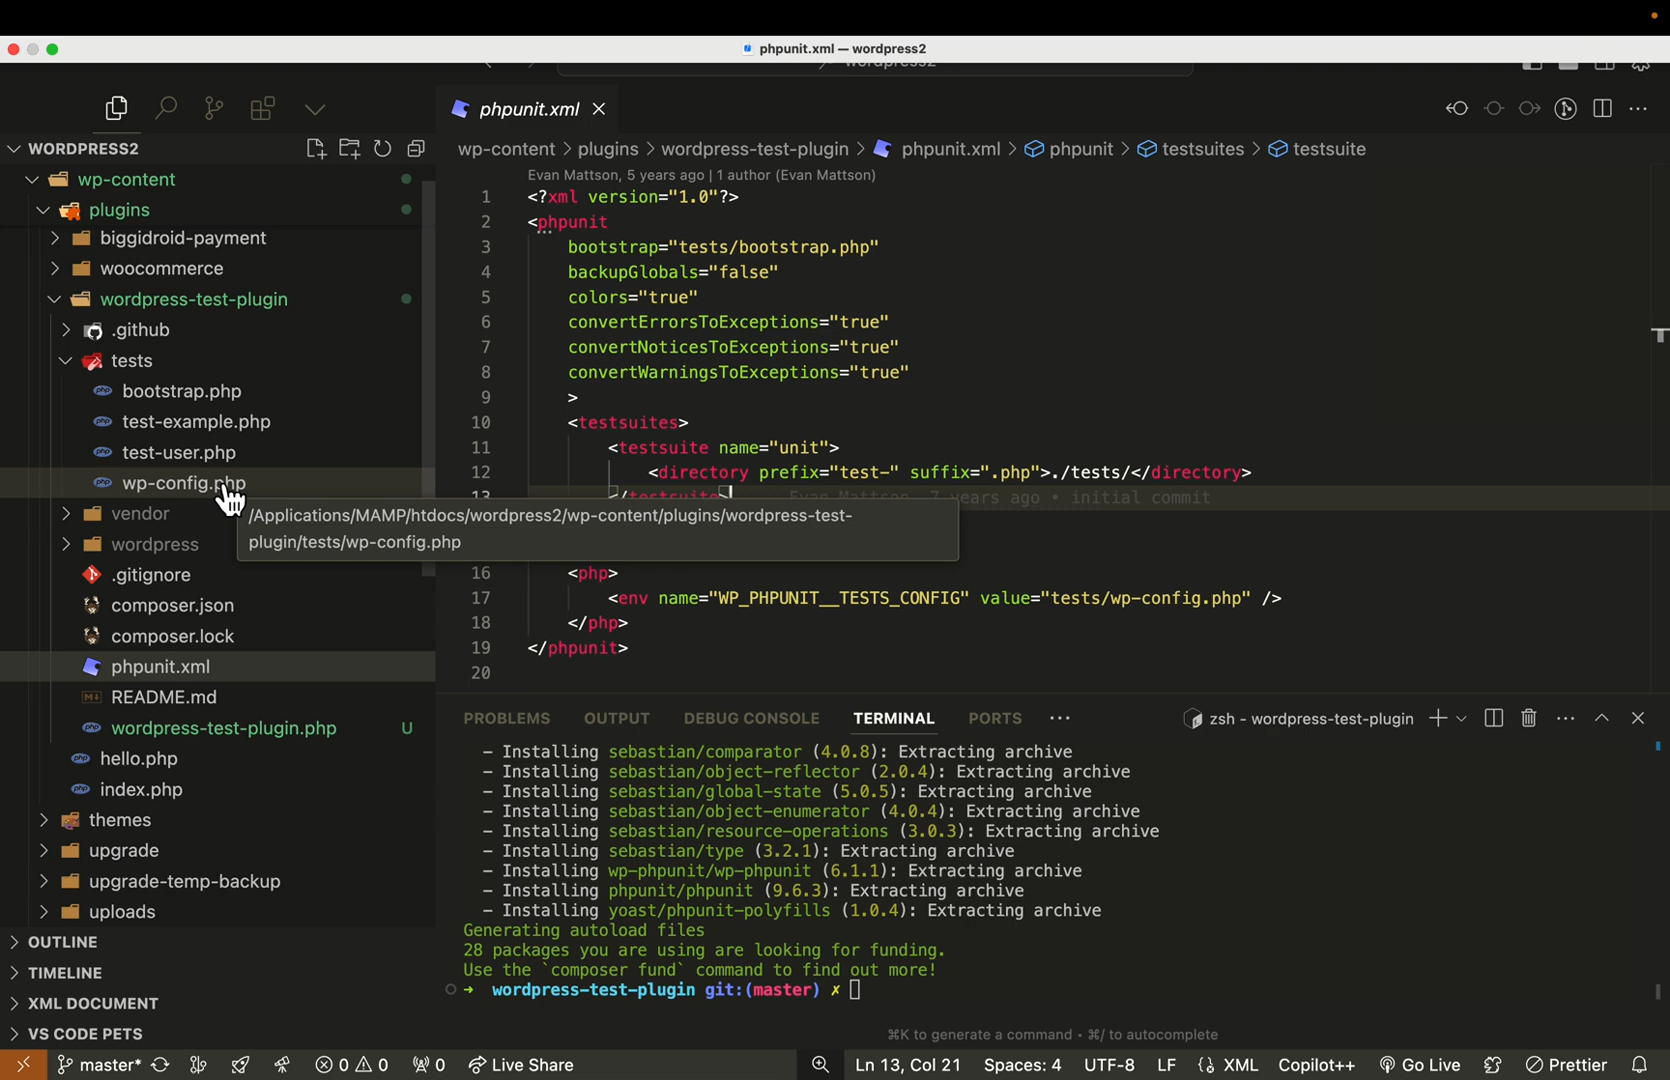 phpunit.xml — wordpress2
wordpress2
phpunit.xml
WORDPRESS2
wp-content > plugins > wordpress-test-plugin > phpunit.xml > phpunit > testsuites > testsuite
wp-content
plugins
biggidroid-payment
woocommerce
wordpress-test-plugin
.github
tests
bootstrap.php
test-example.php
test-user.php
wp-config.php
vendor
wordpress
.gitignore
composer.json
composer.lock
phpunit.xml
README.md
wordpress-test-plugin.php U
hello.php
index.php
themes
upgrade
upgrade-temp-backup
uploads
OUTLINE
TIMELINE
XML DOCUMENT
VS CODE PETS
/Applications/MAMP/htdocs/wordpress2/wp-content/plugins/wordpress-test-
plugin/tests/wp-config.php
Evan Mattson, 5 years ago | 1 author (Evan Mattson)
1 <?xml version="1.0"?>
2 <phpunit
3 bootstrap="tests/bootstrap.php"
4 backupGlobals="false"
5 colors="true"
6 convertErrorsToExceptions="true"
7 convertNoticesToExceptions="true"
8 convertWarningsToExceptions="true"
9 >
10 <testsuites>
11 <testsuite name="unit">
12 <directory prefix="test-" suffix=".php">./tests/</directory>
13 </testsuite> Evan Mattson, 7 years ago • initial commit
16 <php>
17 <env name="WP_PHPUNIT__TESTS_CONFIG" value="tests/wp-config.php" />
18 </php>
19 </phpunit>
20
PROBLEMS OUTPUT DEBUG CONSOLE TERMINAL PORTS zsh - wordpress-test-plugin
- Installing sebastian/comparator (4.0.8): Extracting archive
- Installing sebastian/object-reflector (2.0.4): Extracting archive
- Installing sebastian/global-state (5.0.5): Extracting archive
- Installing sebastian/object-enumerator (4.0.4): Extracting archive
- Installing sebastian/resource-operations (3.0.3): Extracting archive
- Installing sebastian/type (3.2.1): Extracting archive
- Installing wp-phpunit/wp-phpunit (6.1.1): Extracting archive
- Installing phpunit/phpunit (9.6.3): Extracting archive
- Installing yoast/phpunit-polyfills (1.0.4): Extracting archive
Generating autoload files
28 packages you are using are looking for funding.
Use the `composer fund` command to find out more!
➜ wordpress-test-plugin git:(master) ✗
⌘K to generate a command • ⌘/ to autocomplete
master* 0 0 0 Live Share Ln 13, Col 21 Spaces: 4 UTF-8 LF XML Copilot++ Go Live Prettier